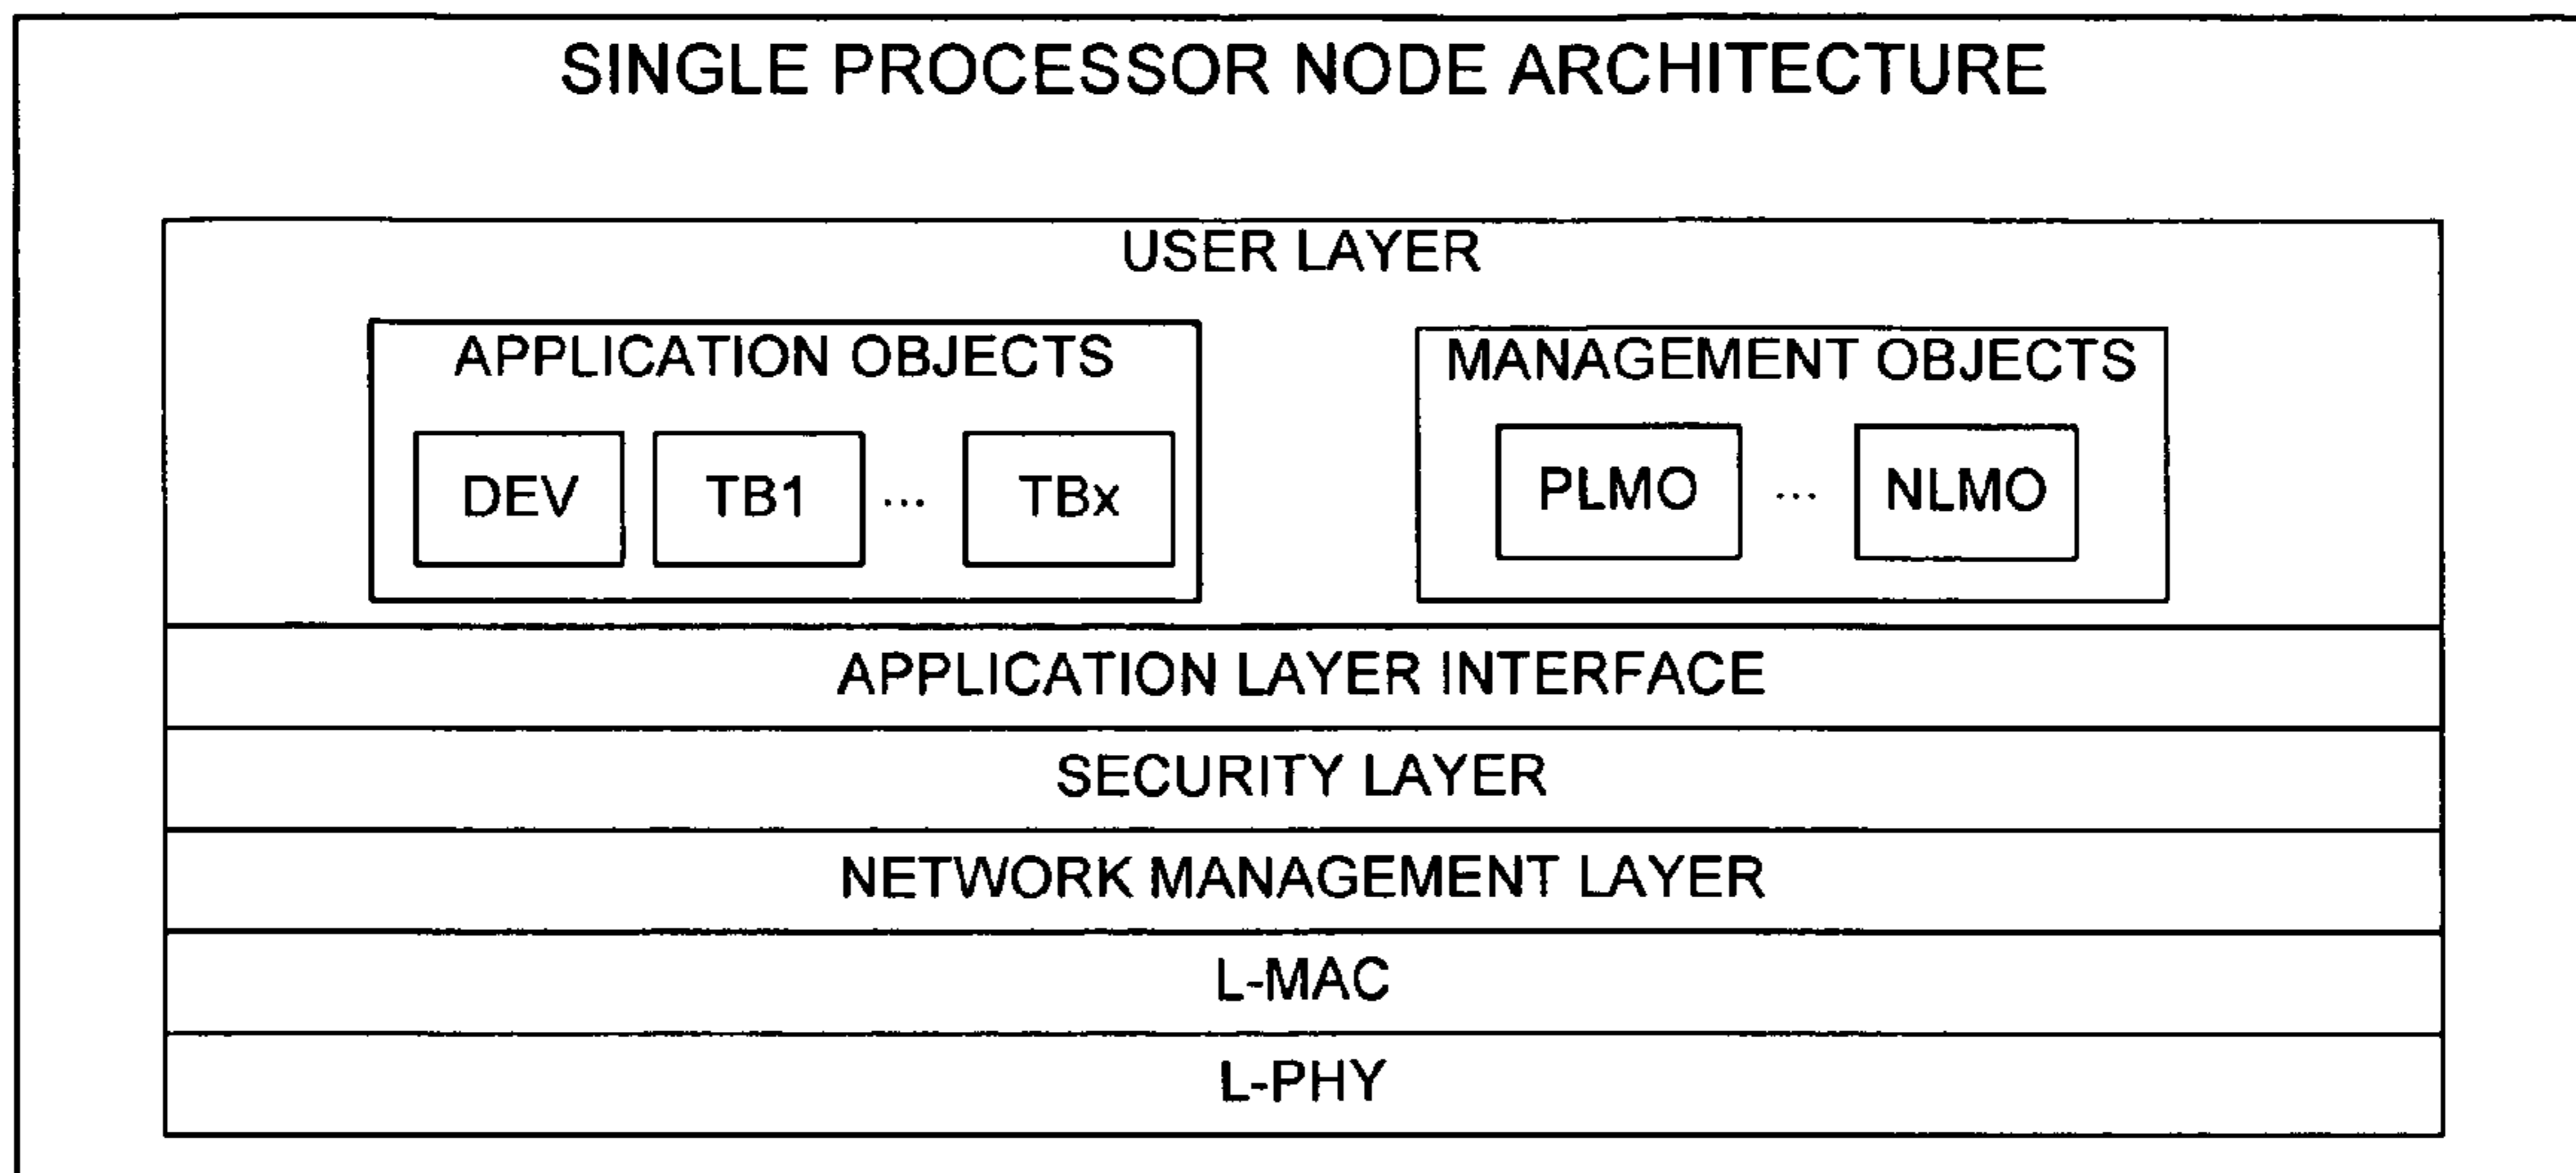 SINGLE PROCESSOR NODE ARCHITECTURE
USER LAYER
APPLICATION OBJECTS
DEV TB1 ... TBx
MANAGEMENT OBJECTS
PLMO ... NLMO
APPLICATION LAYER INTERFACE
SECURITY LAYER
NETWORK MANAGEMENT LAYER
L-MAC
L-PHY